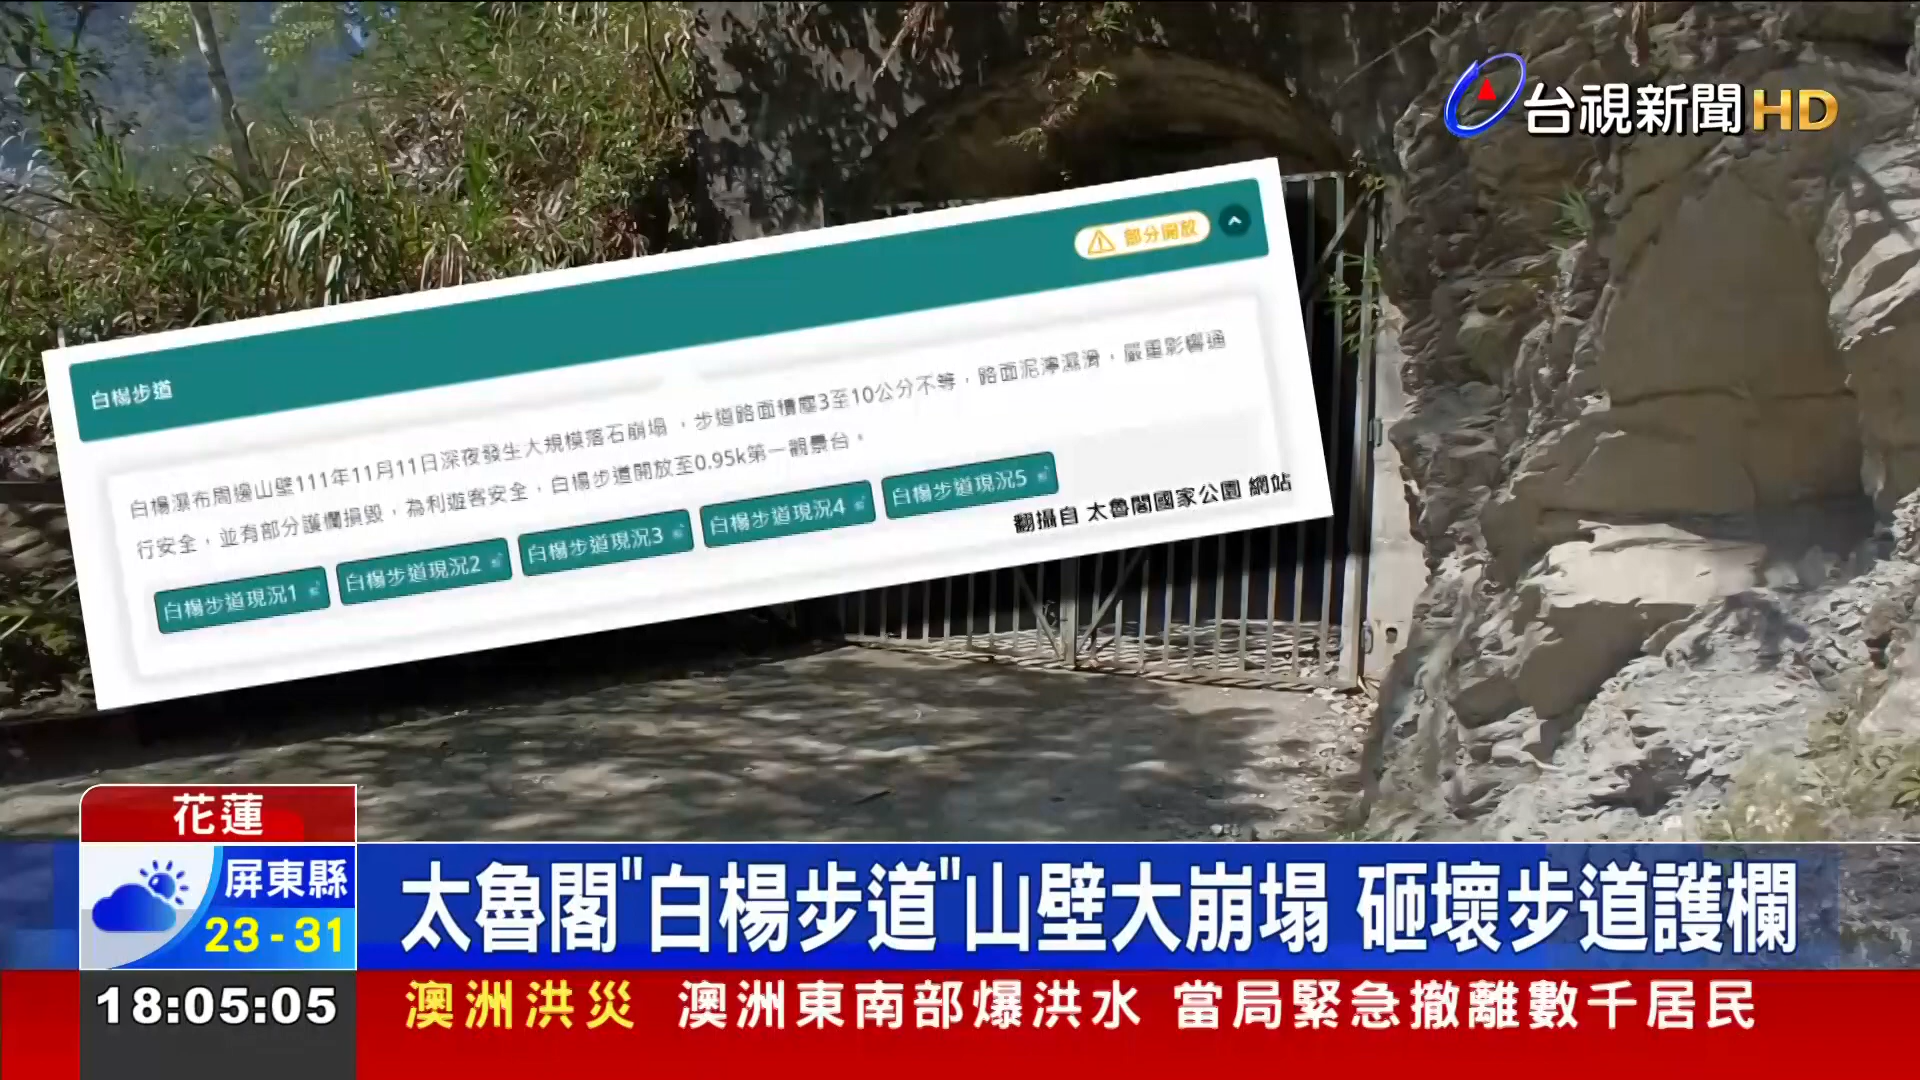 台視新聞HD
部分開放
白楊步道
白楊瀑布周邊山壁111年11月11日深夜發生大規模落石崩塌，步道路面積塵3至10公分不等，路面泥濘濕滑，嚴重影響通
行安全，並有部分護欄損毀，為利遊客安全，白楊步道開放至0.95k第一觀景台。
白楊步道現況1
白楊步道現況2
白楊步道現況3
白楊步道現況4
白楊步道現況5
翻攝自 太魯閣國家公園 網站
花蓮
屏東縣
23-31
太魯閣"白楊步道"山壁大崩塌 砸壞步道護欄
18:05:05
澳洲洪災 澳洲東南部爆洪水 當局緊急撤離數千居民